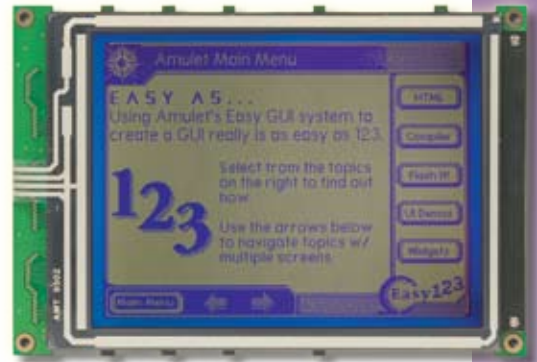 Amulet Main Menu
EASY AS...
Using Amulet's Easy GUI system to
create a GUI really is as easy as 123.
123
Select from the topics
on the right to find out
how.
Use the arrows below
to navigate topics w/
multiple screens.
HTML
Compiler
Flash It!
UI Demos
Widgets
Main Menu
Easy123